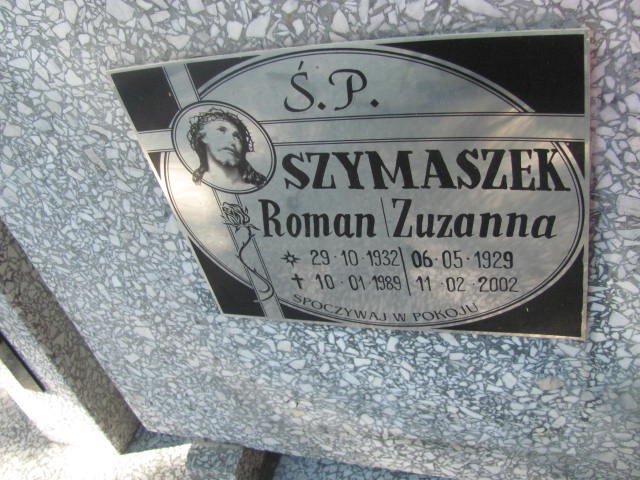 Ś.P.
SZYMASZEK
Roman Zuzanna
29·10·1932 06·05·1929
10·01·1989 11·02·2002
SPOCZYWAJ W POKOJU